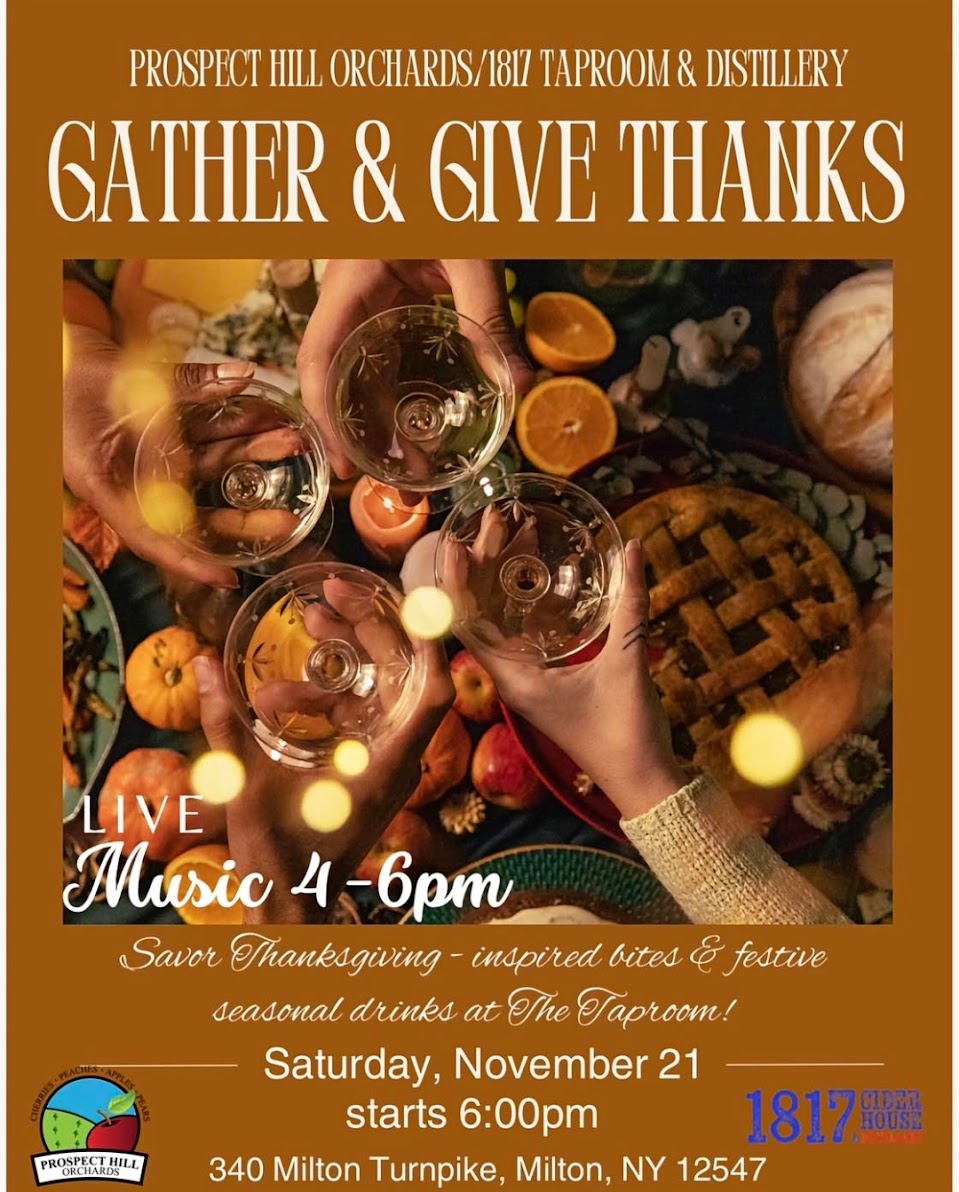 PROSPECT HILL ORCHARDS/1817 TAPROOM & DISTILLERY
GATHER & GIVE THANKS
LIVE
Music 4-6pm
Savor Thanksgiving - inspired bites & festive
seasonal drinks at The Taproom!
Saturday, November 21
starts 6:00pm
340 Milton Turnpike, Milton, NY 12547
CHERRIES • PEACHES • APPLES • PEARS
PROSPECT HILL
ORCHARDS
1817 CIDER
HOUSE